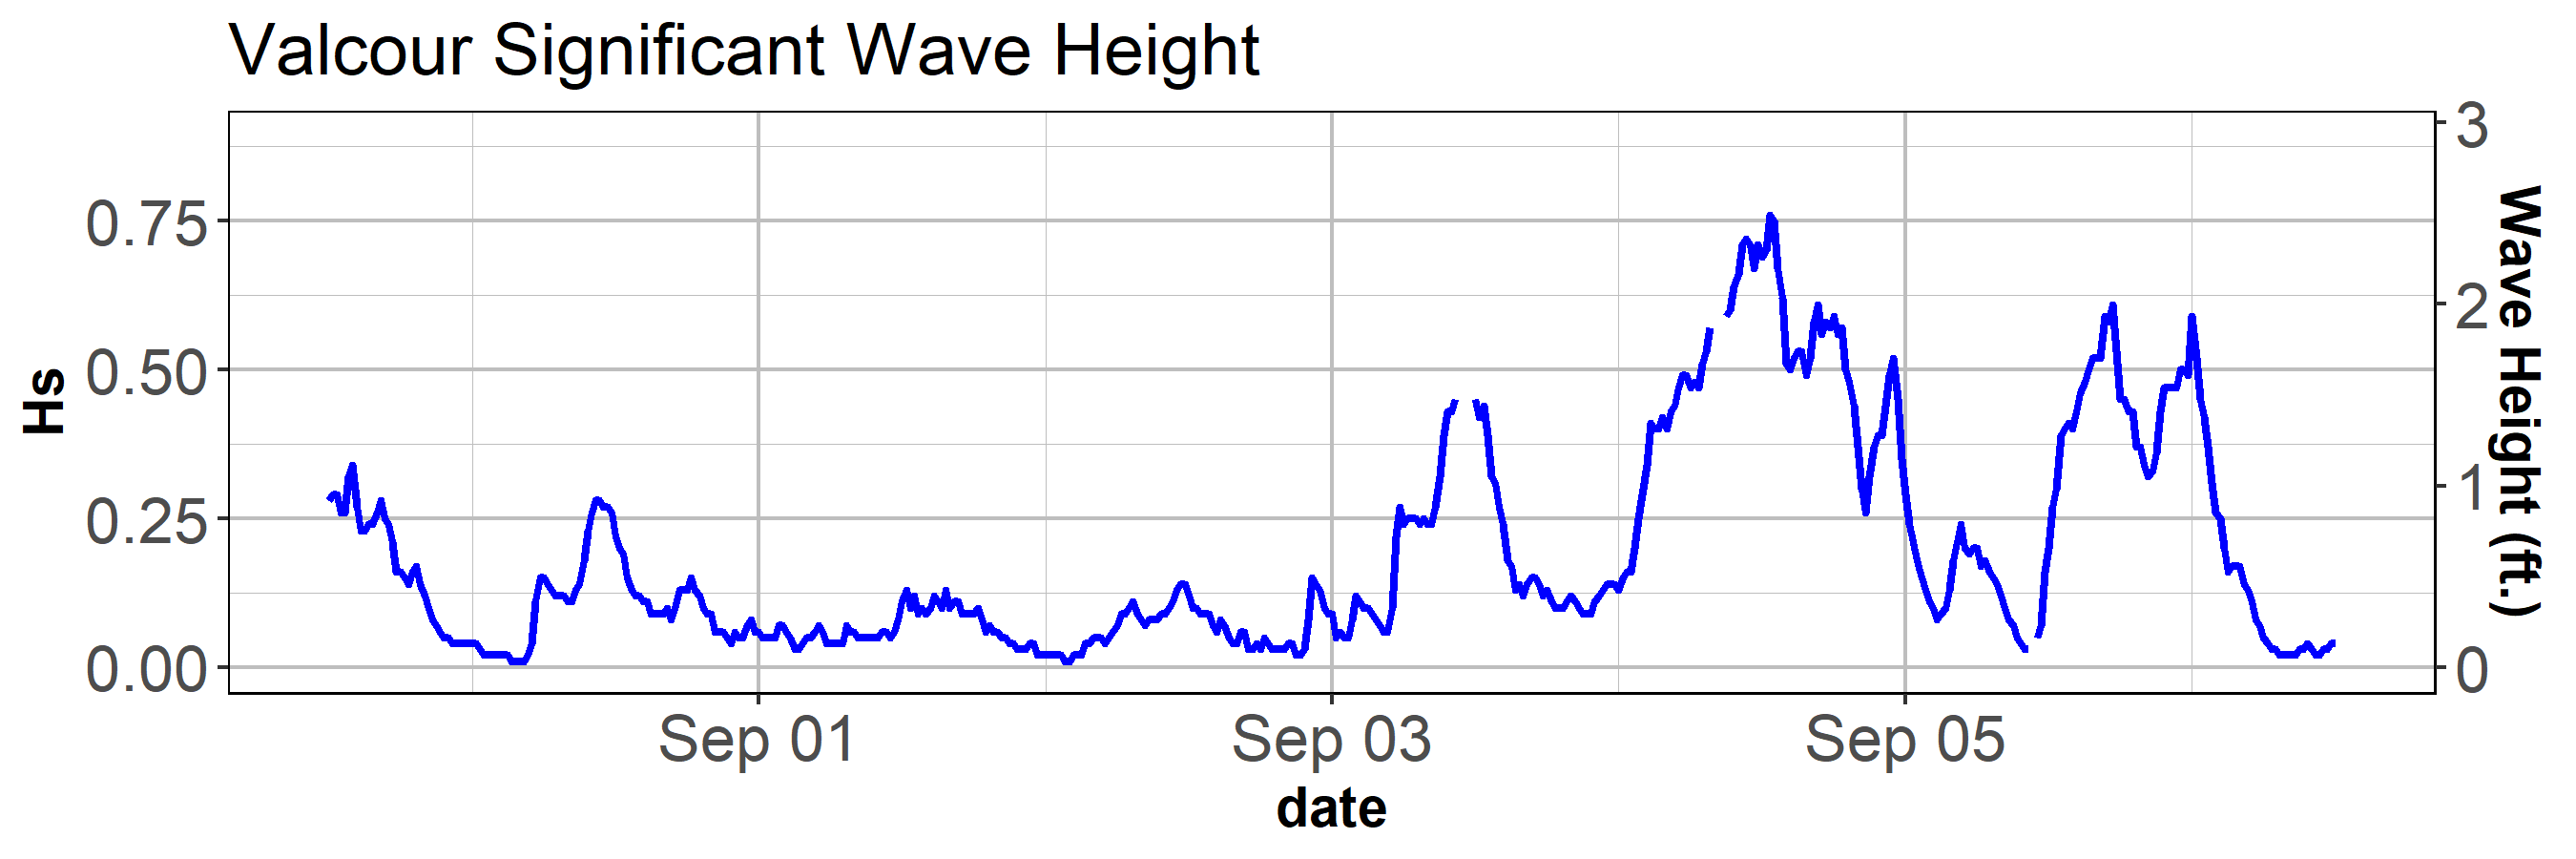 Valcour Significant Wave Height
Hs
0.75
0.50
0.25
0.00
3
2
1
0
Wave Height (ft.)
Sep 01
Sep 03
Sep 05
date